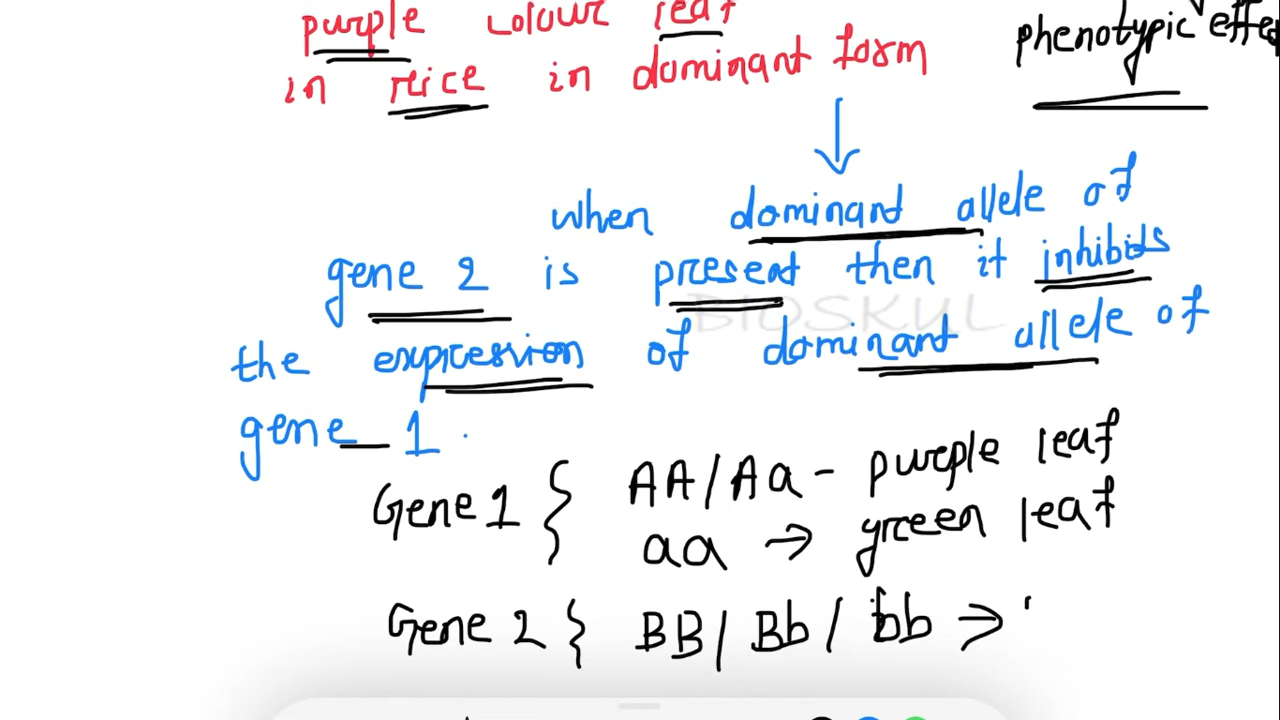 purple colour leaf
in rice in dominant form
phenotypic effe
when dominant allele of
gene 2 is present then it inhibits
the expression of dominant allele of
gene 1.
BIOSKUL
Gene 1 { AA/Aa - purple leaf
aa → green leaf
Gene 2 { BB/Bb/bb → '